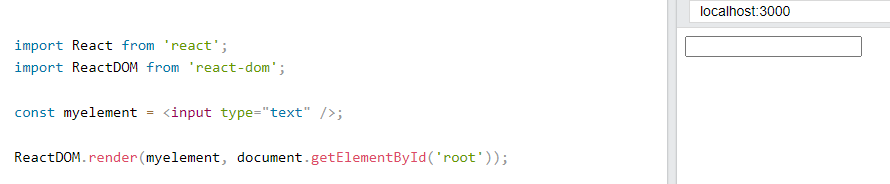 localhost:3000
import React from 'react';
import ReactDOM from 'react-dom';
const myelement = <input type="text" />;
ReactDOM.render(myelement, document.getElementById('root'));